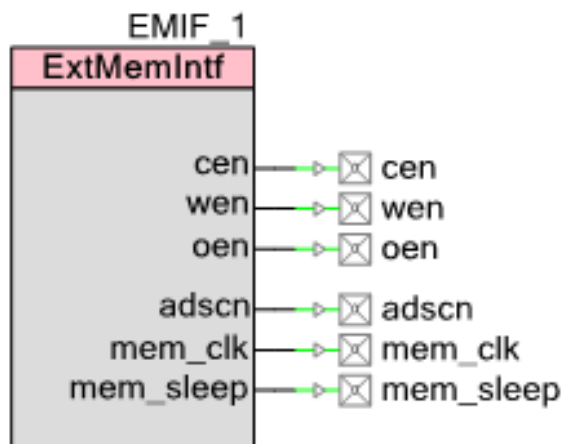 EMIF_1
ExtMemIntf
cen cen
wen wen
oen oen
adscn adscn
mem_clk mem_clk
mem_sleep mem_sleep